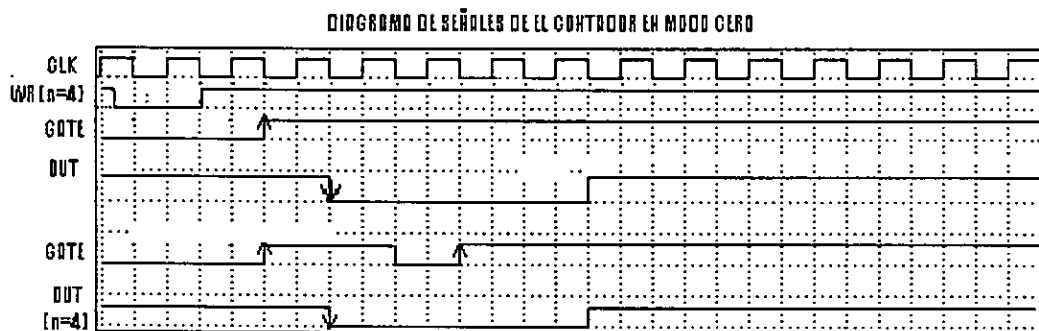 DIAGRAMA DE SEÑALES DE EL CONTADOR EN MODO CERO
CLK
WR [n=4]
GATE
OUT
GATE
OUT
[n=4]